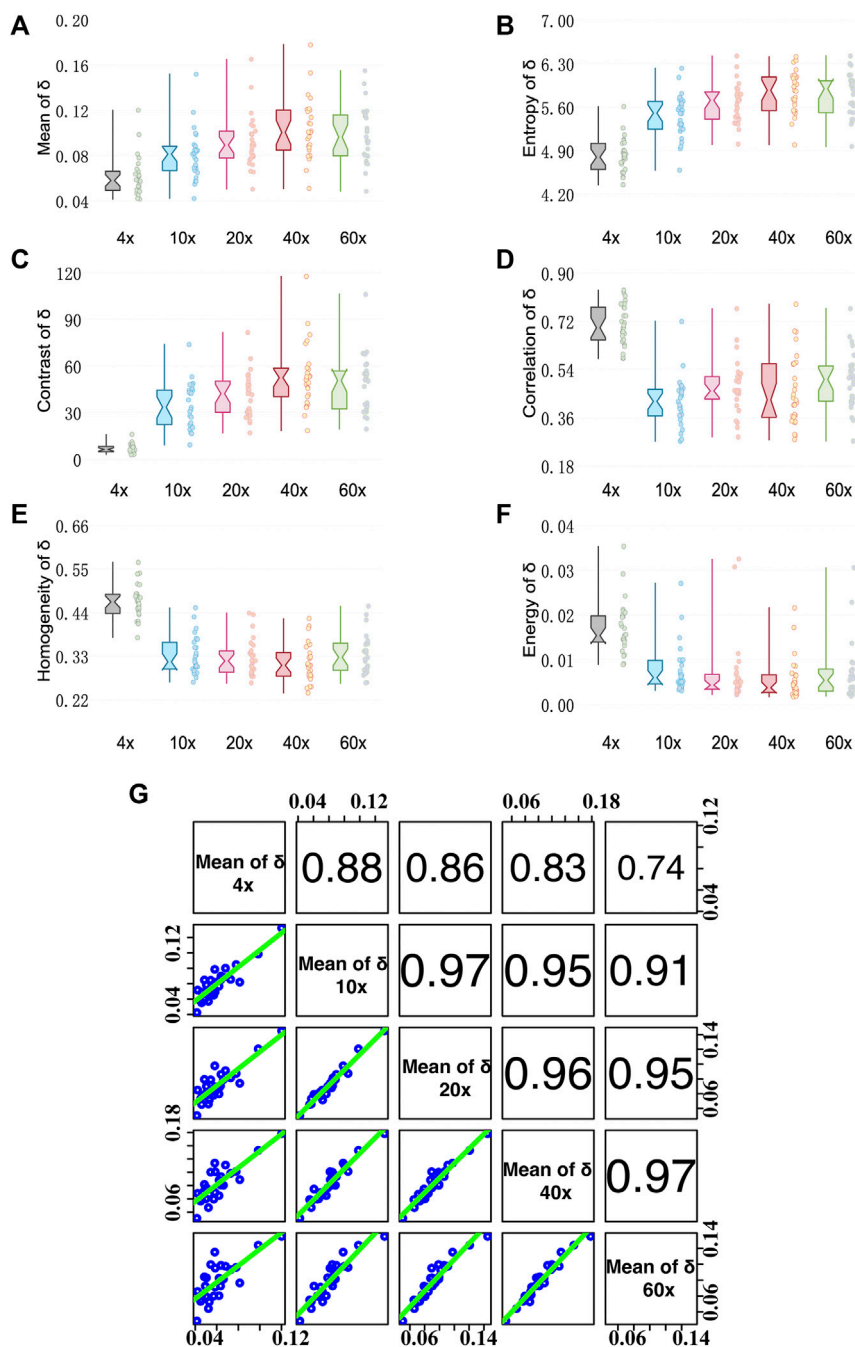 A
Mean of δ
0.20
0.16
0.12
0.08
0.04
4x 10x 20x 40x 60x
B
Entropy of δ
7.00
6.30
5.60
4.90
4.20
4x 10x 20x 40x 60x
C
Contrast of δ
120
90
60
30
0
4x 10x 20x 40x 60x
D
Correlation of δ
0.90
0.72
0.54
0.36
0.18
4x 10x 20x 40x 60x
E
Homogeneity of δ
0.66
0.55
0.44
0.33
0.22
4x 10x 20x 40x 60x
F
Energy of δ
0.04
0.03
0.02
0.01
0.00
4x 10x 20x 40x 60x
G
0.04 0.12 0.06 0.18
Mean of δ
4x
0.88 0.86 0.83 0.74
0.04 0.12
0.04 0.12
Mean of δ
10x
0.97 0.95 0.91
Mean of δ
20x
0.96 0.95
0.06 0.14
0.06 0.18
Mean of δ
40x
0.97
Mean of δ
60x
0.06 0.14
0.04 0.12 0.06 0.14 0.06 0.14